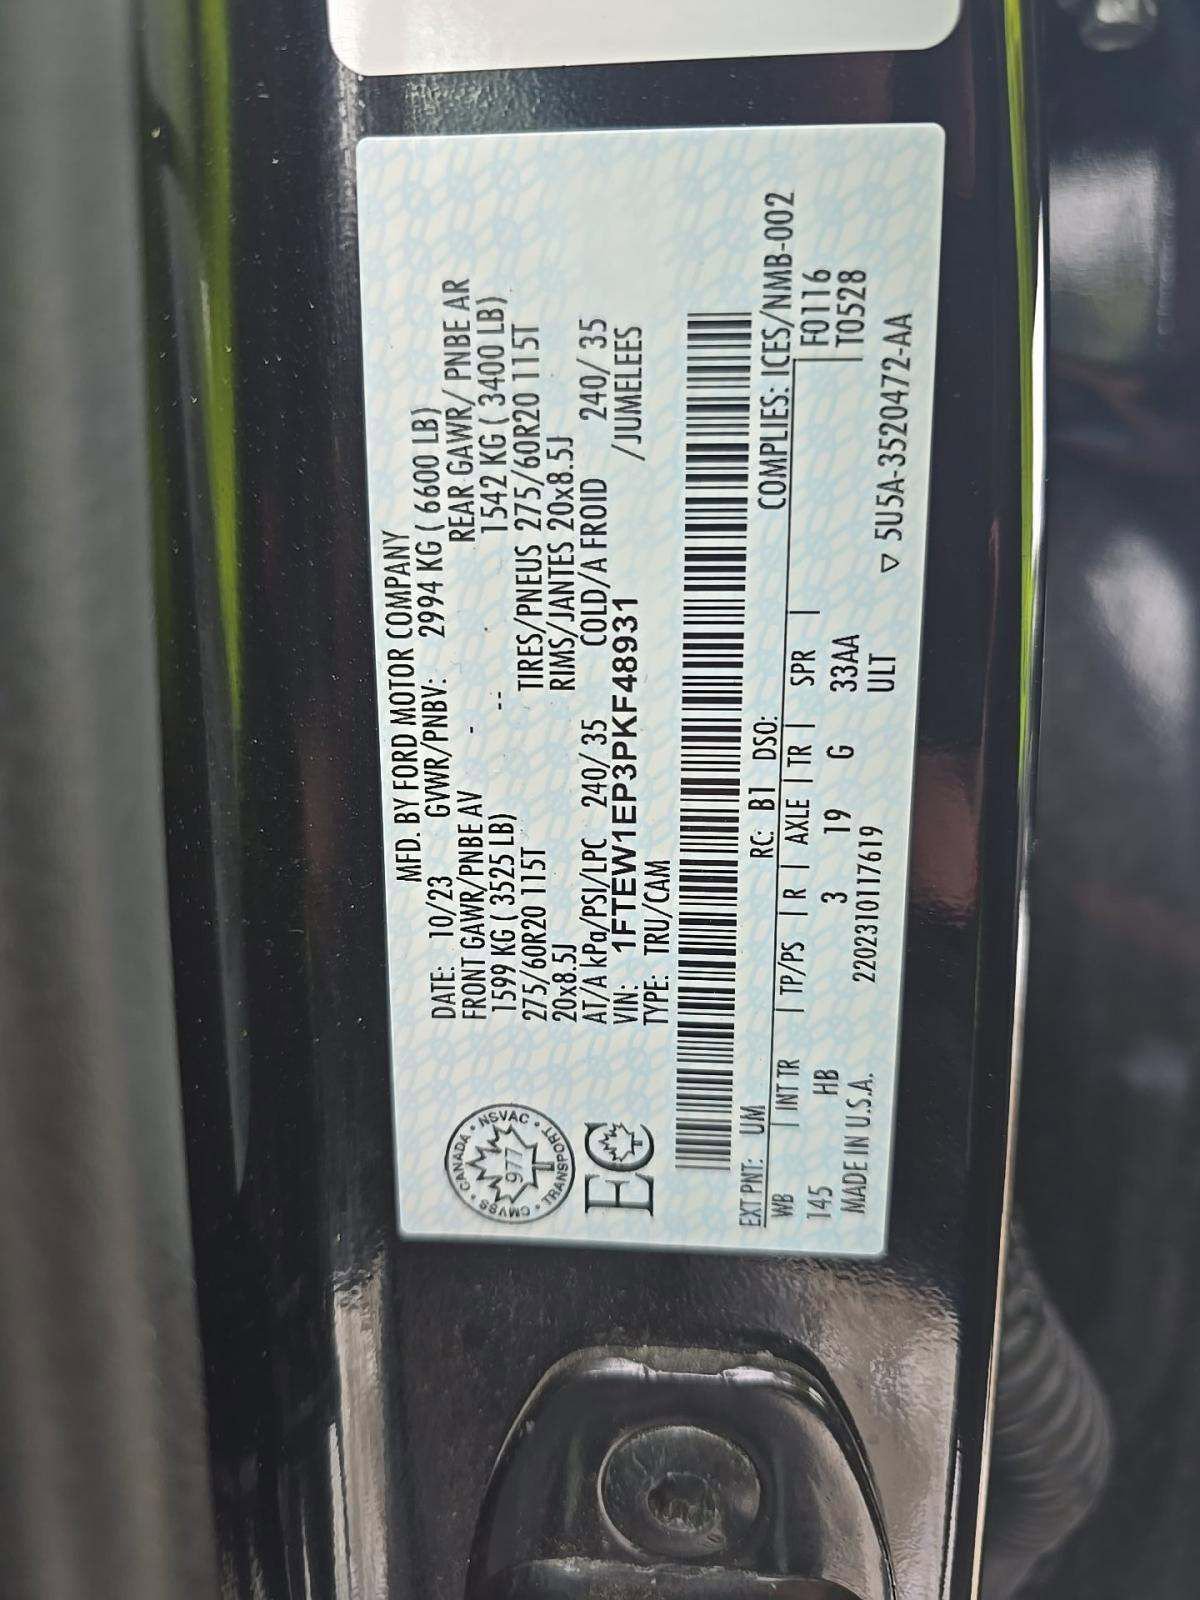 MFD. BY FORD MOTOR COMPANY
DATE: 10/23 GVWR/PNBV: 2994 KG ( 6600 LB)
FRONT GAWR/PNBE AV - REAR GAWR/ PNBE AR
1599 KG ( 3525 LB) -- 1542 KG ( 3400 LB)
275/60R20 115T TIRES/PNEUS 275/60R20 115T
20x8.5J RIMS/JANTES 20x8.5J
AT/A kPa/PSI/LPC 240/ 35 COLD/A FROID 240/ 35
VIN: 1FTEW1EP3PKF48931 /JUMELEES
TYPE: TRU/CAM
CANADA • NSVAC • TRANSPORT • CMVSS •
977
EC
EXT PNT: UM RC: B1 DSO: COMPLIES: ICES/NMB-002
WB | INT TR | TP/PS | R | AXLE | TR | SPR | F0116
145 HB 3 19 G 33AA | T0528
MADE IN U.S.A. 220231011 7619 ULT
▽ 5U5A-3520472-AA